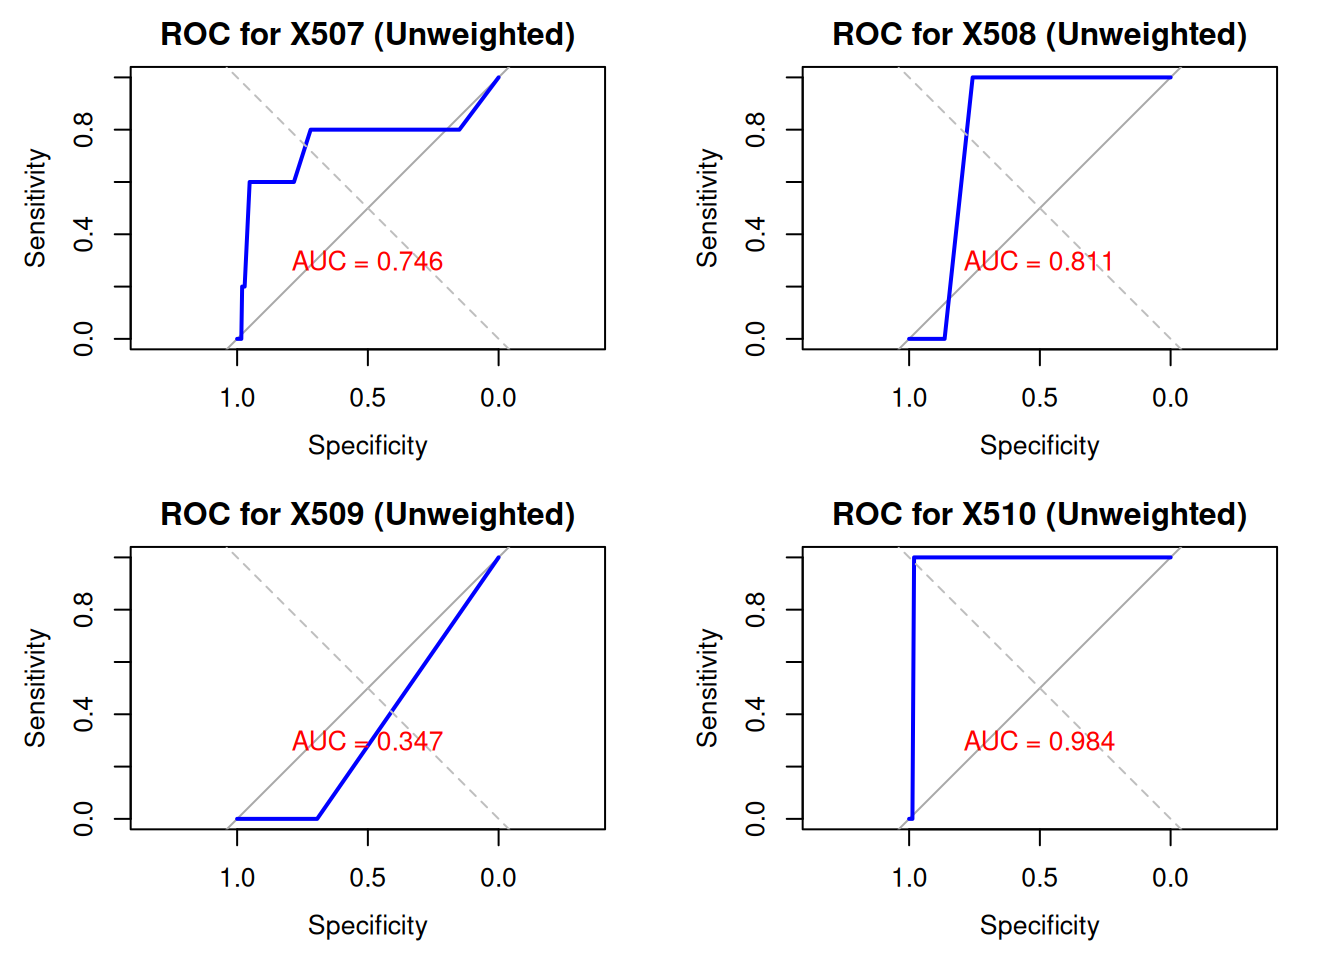 ROC for X507 (Unweighted)
Sensitivity
0.0 0.4 0.8
AUC = 0.746
1.0 0.5 0.0
Specificity
ROC for X508 (Unweighted)
Sensitivity
0.0 0.4 0.8
AUC = 0.811
1.0 0.5 0.0
Specificity
ROC for X509 (Unweighted)
Sensitivity
0.0 0.4 0.8
AUC = 0.347
1.0 0.5 0.0
Specificity
ROC for X510 (Unweighted)
Sensitivity
0.0 0.4 0.8
AUC = 0.984
1.0 0.5 0.0
Specificity